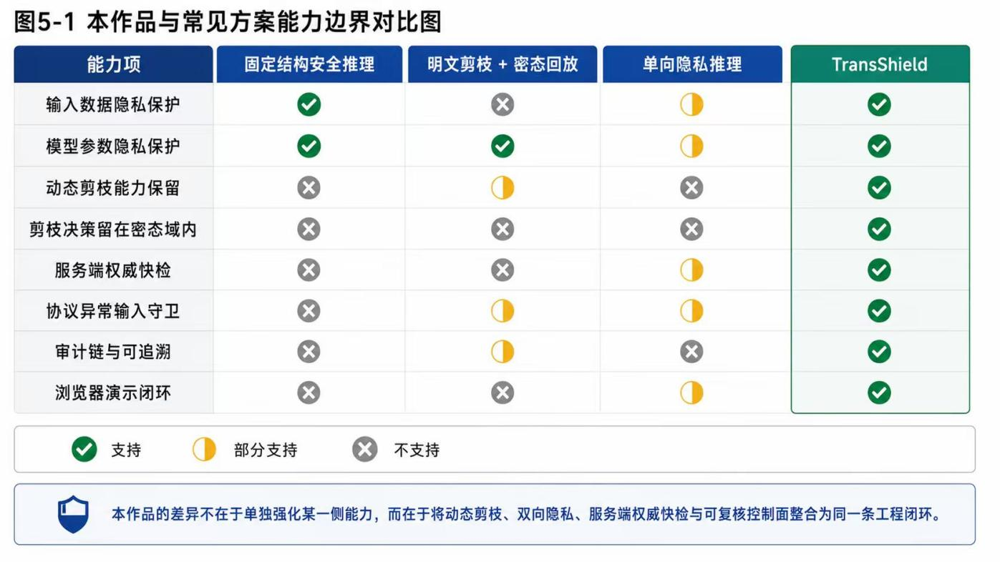 图5-1 本作品与常见方案能力边界对比图
能力项 固定结构安全推理 明文剪枝 + 密态回放 单向隐私推理 TransShield
输入数据隐私保护
模型参数隐私保护
动态剪枝能力保留
剪枝决策留在密态域内
服务端权威快检
协议异常输入守卫
审计链与可追溯
浏览器演示闭环
支持 部分支持 不支持
本作品的差异不在于单独强化某一侧能力，而在于将动态剪枝、双向隐私、服务端权威快检与可复核控制面整合为同一条工程闭环。